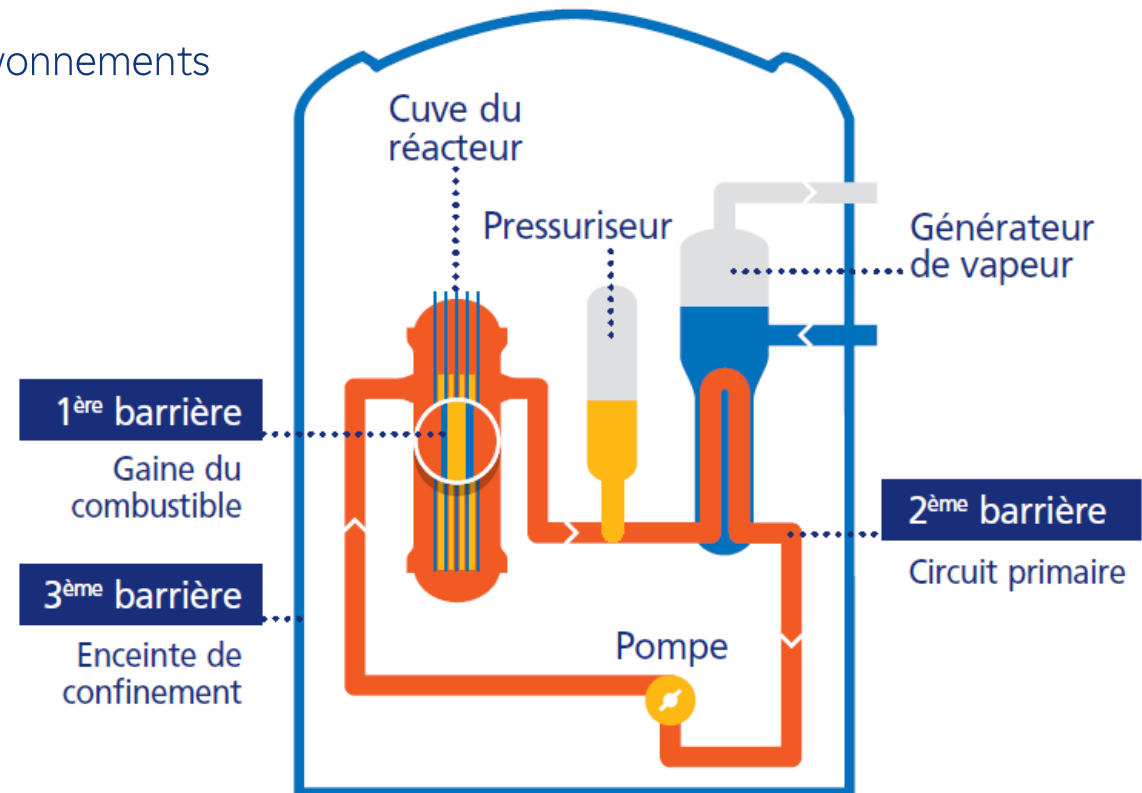 Cuve du
réacteur
Pressuriseur
Générateur
de vapeur
1ère barrière
Gaine du
combustible
2ème barrière
Circuit primaire
3ème barrière
Enceinte de
confinement
Pompe